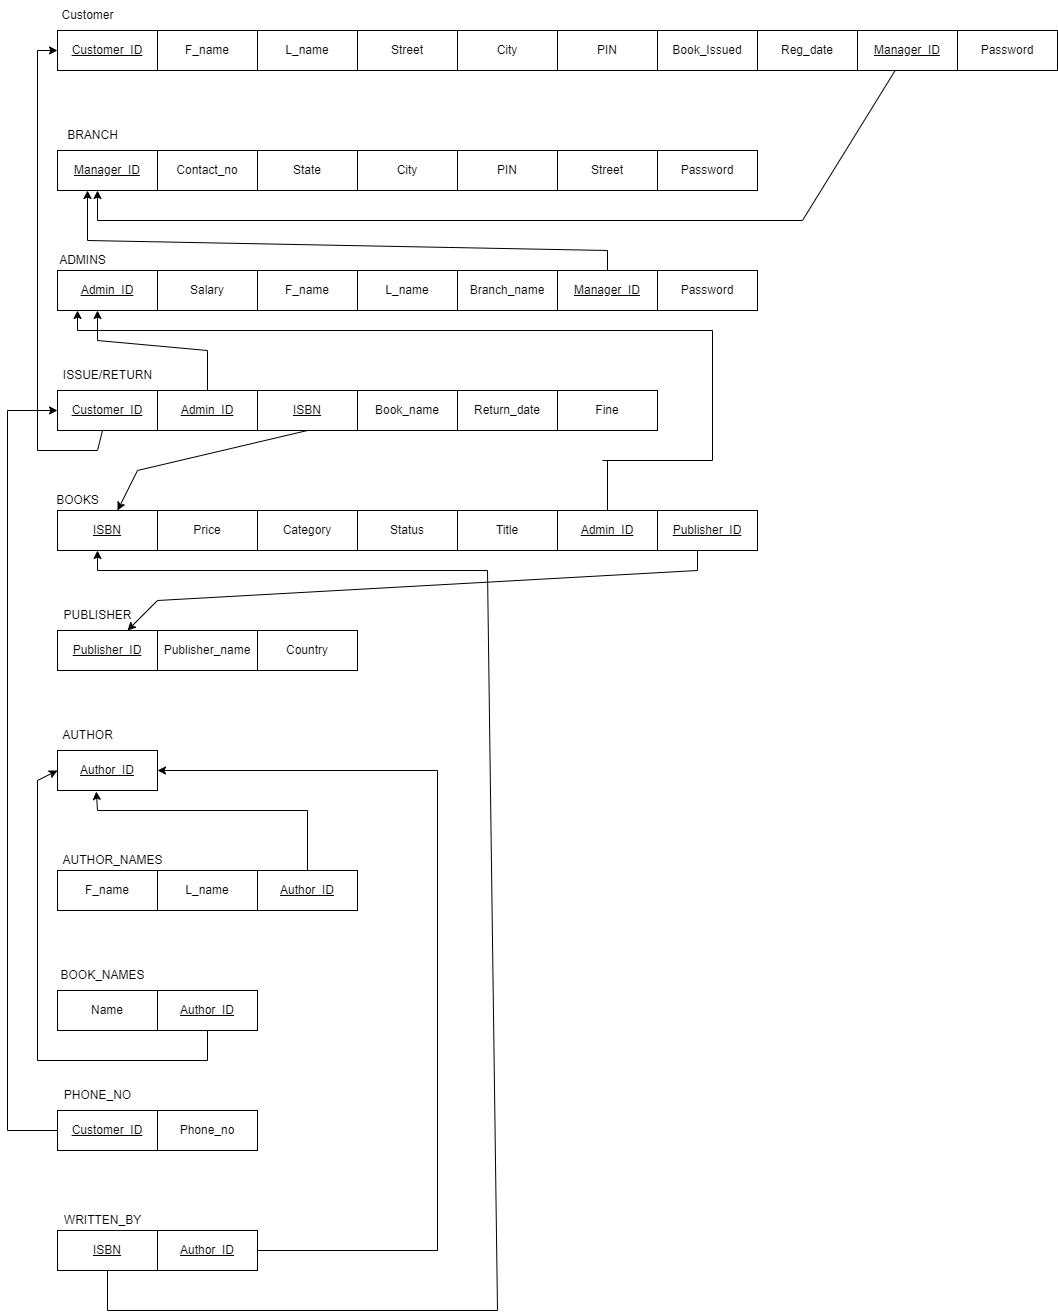 Customer
Customer_ID F_name L_name Street City PIN Book_Issued Reg_date Manager_ID Password
BRANCH
Manager_ID Contact_no State City PIN Street Password
ADMINS
Admin_ID Salary F_name L_name Branch_name Manager_ID Password
ISSUE/RETURN
Customer_ID Admin_ID ISBN Book_name Return_date Fine
BOOKS
ISBN Price Category Status Title Admin_ID Publisher_ID
PUBLISHER
Publisher_ID Publisher_name Country
AUTHOR
Author_ID
AUTHOR_NAMES
F_name L_name Author_ID
BOOK_NAMES
Name Author_ID
PHONE_NO
Customer_ID Phone_no
WRITTEN_BY
ISBN Author_ID